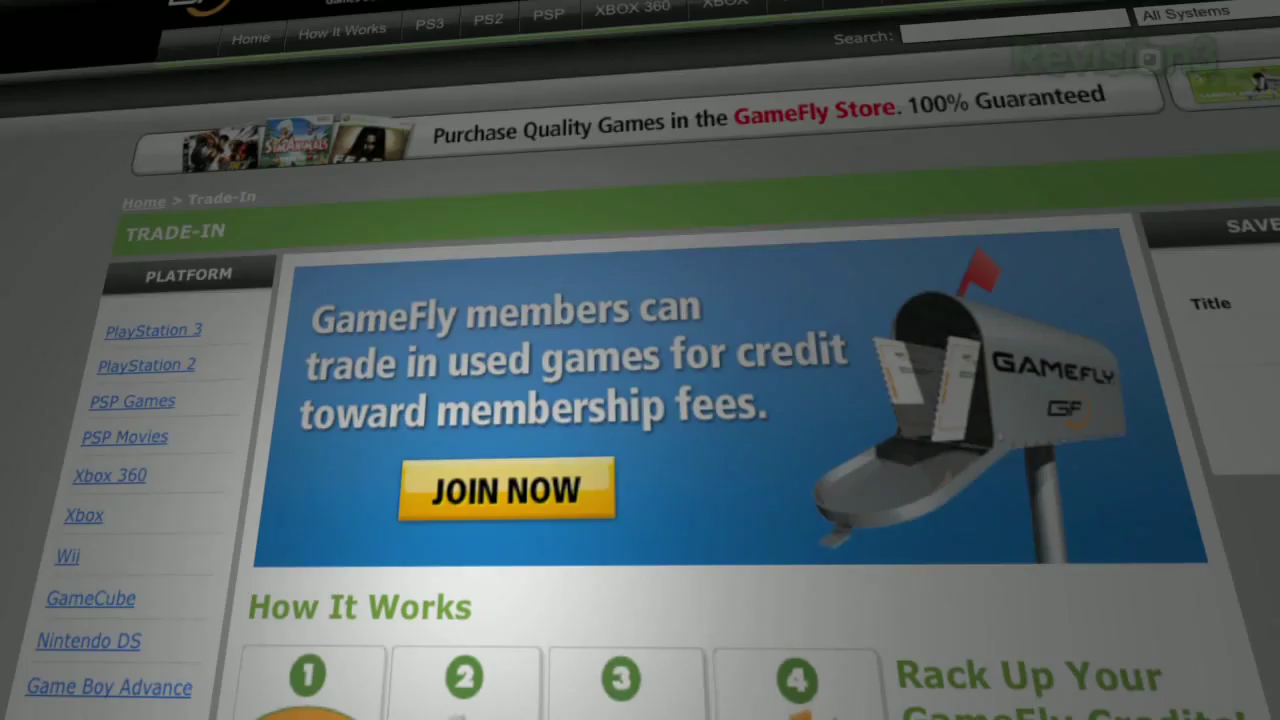 Home How It Works PS3 PS2 PSP XBOX 360 XBOX
Search: All Systems
Revision3
Purchase Quality Games in the GameFly Store. 100% Guaranteed
Home > Trade-In
TRADE-IN
PLATFORM
PlayStation 3
PlayStation 2
PSP Games
PSP Movies
Xbox 360
Xbox
Wii
GameCube
Nintendo DS
Game Boy Advance
GameFly members can
trade in used games for credit
toward membership fees.
JOIN NOW
GAMEFLY
GF
SAVE
Title
How It Works
1 2 3 4
Rack Up Your
GameFly Credits!